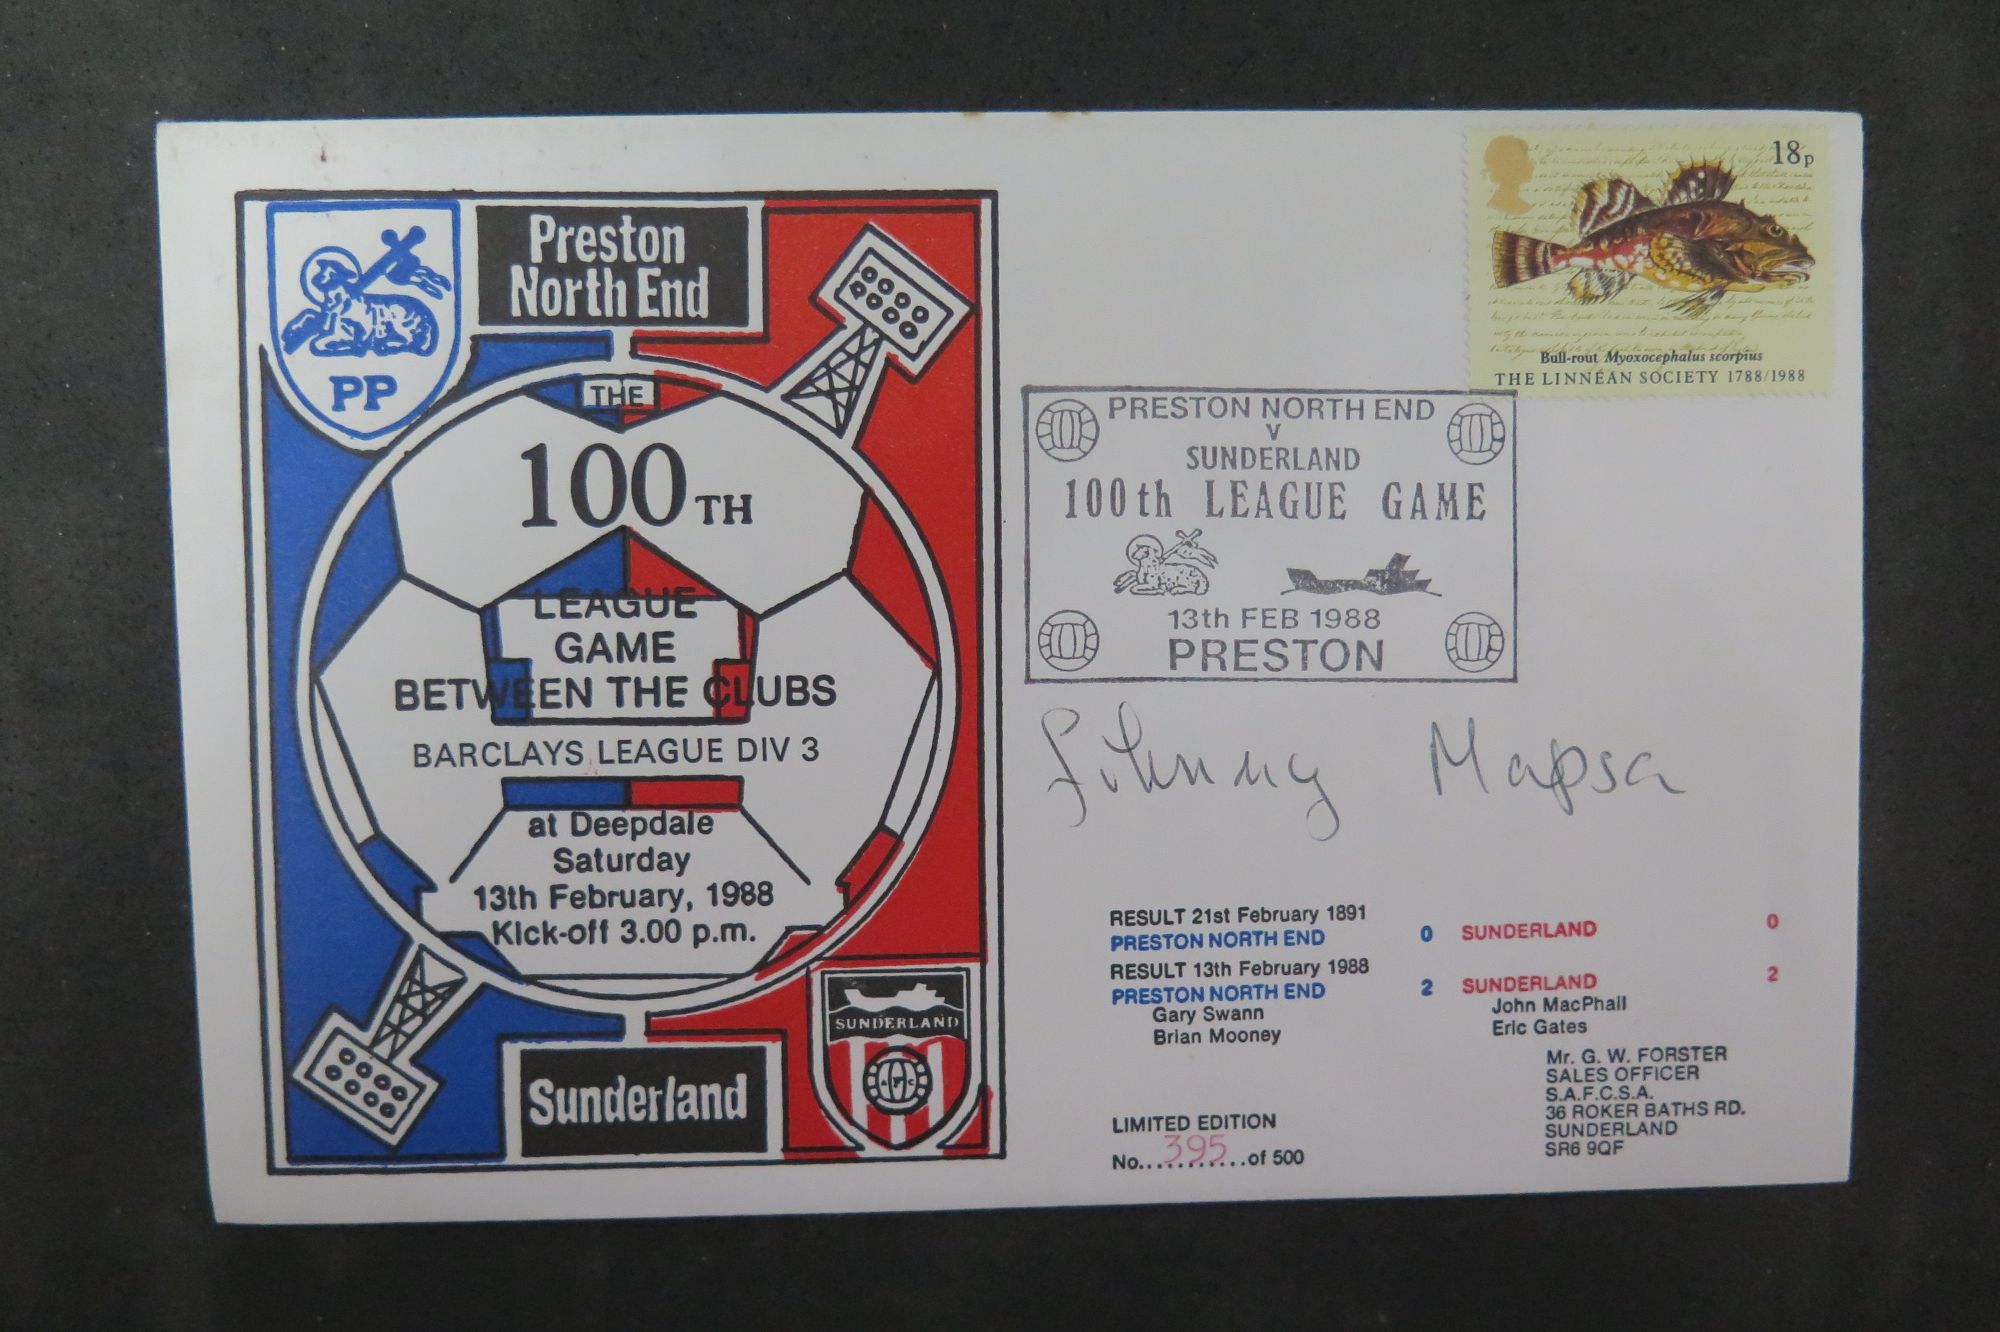 Preston
North End
PP
THE
100TH
LEAGUE
GAME
BETWEEN THE CLUBS
BARCLAYS LEAGUE DIV 3
at Deepdale
Saturday
13th February, 1988
Kick-off 3.00 p.m.
SUNDERLAND
A F C
Sunderland
18p
Bull-rout Myoxocephalus scorpius
THE LINNEAN SOCIETY 1788/1988
PRESTON NORTH END
V
SUNDERLAND
100th LEAGUE GAME
13th FEB 1988
PRESTON
RESULT 21st February 1891
PRESTON NORTH END 0 SUNDERLAND 0
RESULT 13th February 1988
PRESTON NORTH END 2 SUNDERLAND 2
Gary Swann John MacPhail
Brian Mooney Eric Gates
Mr. G. W. FORSTER
SALES OFFICER
S.A.F.C.S.A.
36 ROKER BATHS RD.
SUNDERLAND
SR6 9QF
LIMITED EDITION
No....395....of 500